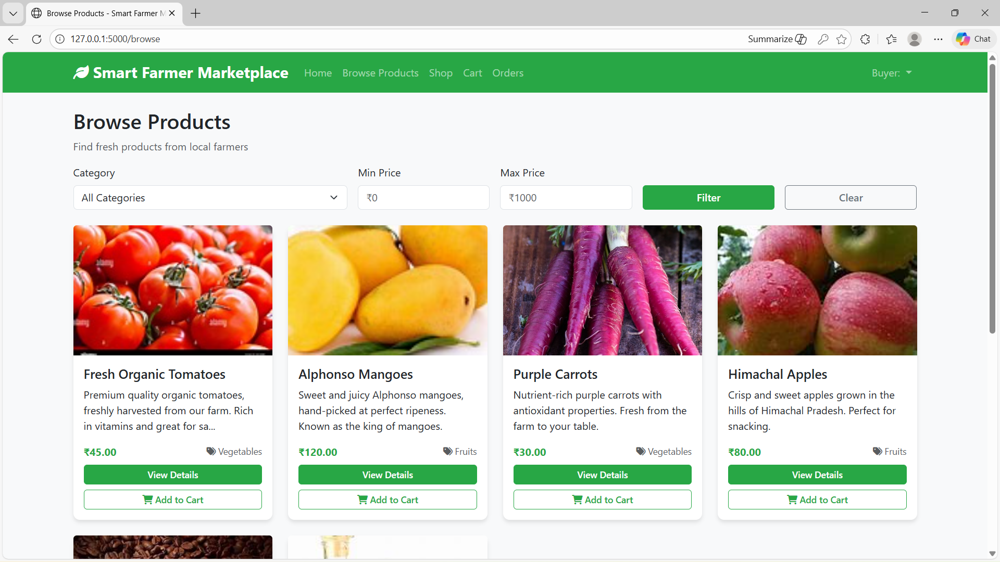 Browse Products - Smart Farmer M
127.0.0.1:5000/browse
Summarize
Chat
Smart Farmer Marketplace
Home
Browse Products
Shop
Cart
Orders
Buyer:
Browse Products
Find fresh products from local farmers
Category
Min Price
Max Price
All Categories
₹0
₹1000
Filter
Clear
Fresh Organic Tomatoes
Premium quality organic tomatoes,
freshly harvested from our farm. Rich
in vitamins and great for sa...
₹45.00
Vegetables
View Details
Add to Cart
Alphonso Mangoes
Sweet and juicy Alphonso mangoes,
hand-picked at perfect ripeness.
Known as the king of mangoes.
₹120.00
Fruits
View Details
Add to Cart
Purple Carrots
Nutrient-rich purple carrots with
antioxidant properties. Fresh from the
farm to your table.
₹30.00
Vegetables
View Details
Add to Cart
Himachal Apples
Crisp and sweet apples grown in the
hills of Himachal Pradesh. Perfect for
snacking.
₹80.00
Fruits
View Details
Add to Cart